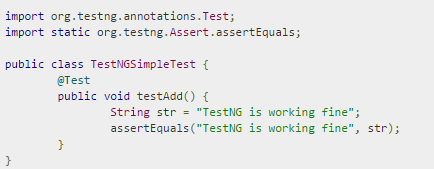 import org.testng.annotations.Test;
import static org.testng.Assert.assertEquals;

public class TestNGSimpleTest {
        @Test
        public void testAdd() {
                String str = "TestNG is working fine";
                assertEquals("TestNG is working fine", str);
        }
}